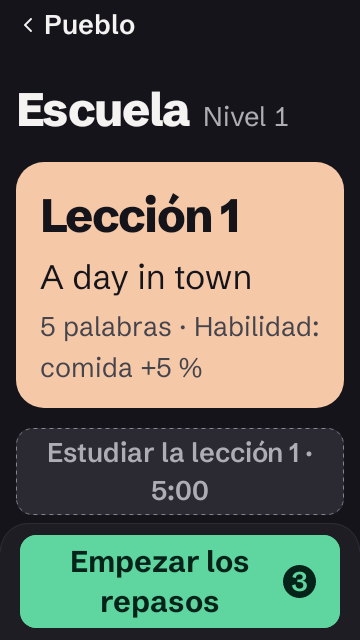 Pueblo
Escuela Nivel 1
Lección 1
A day in town
5 palabras · Habilidad:
comida +5 %
Estudiar la lección 1 ·
5:00
Empezar los
repasos
3